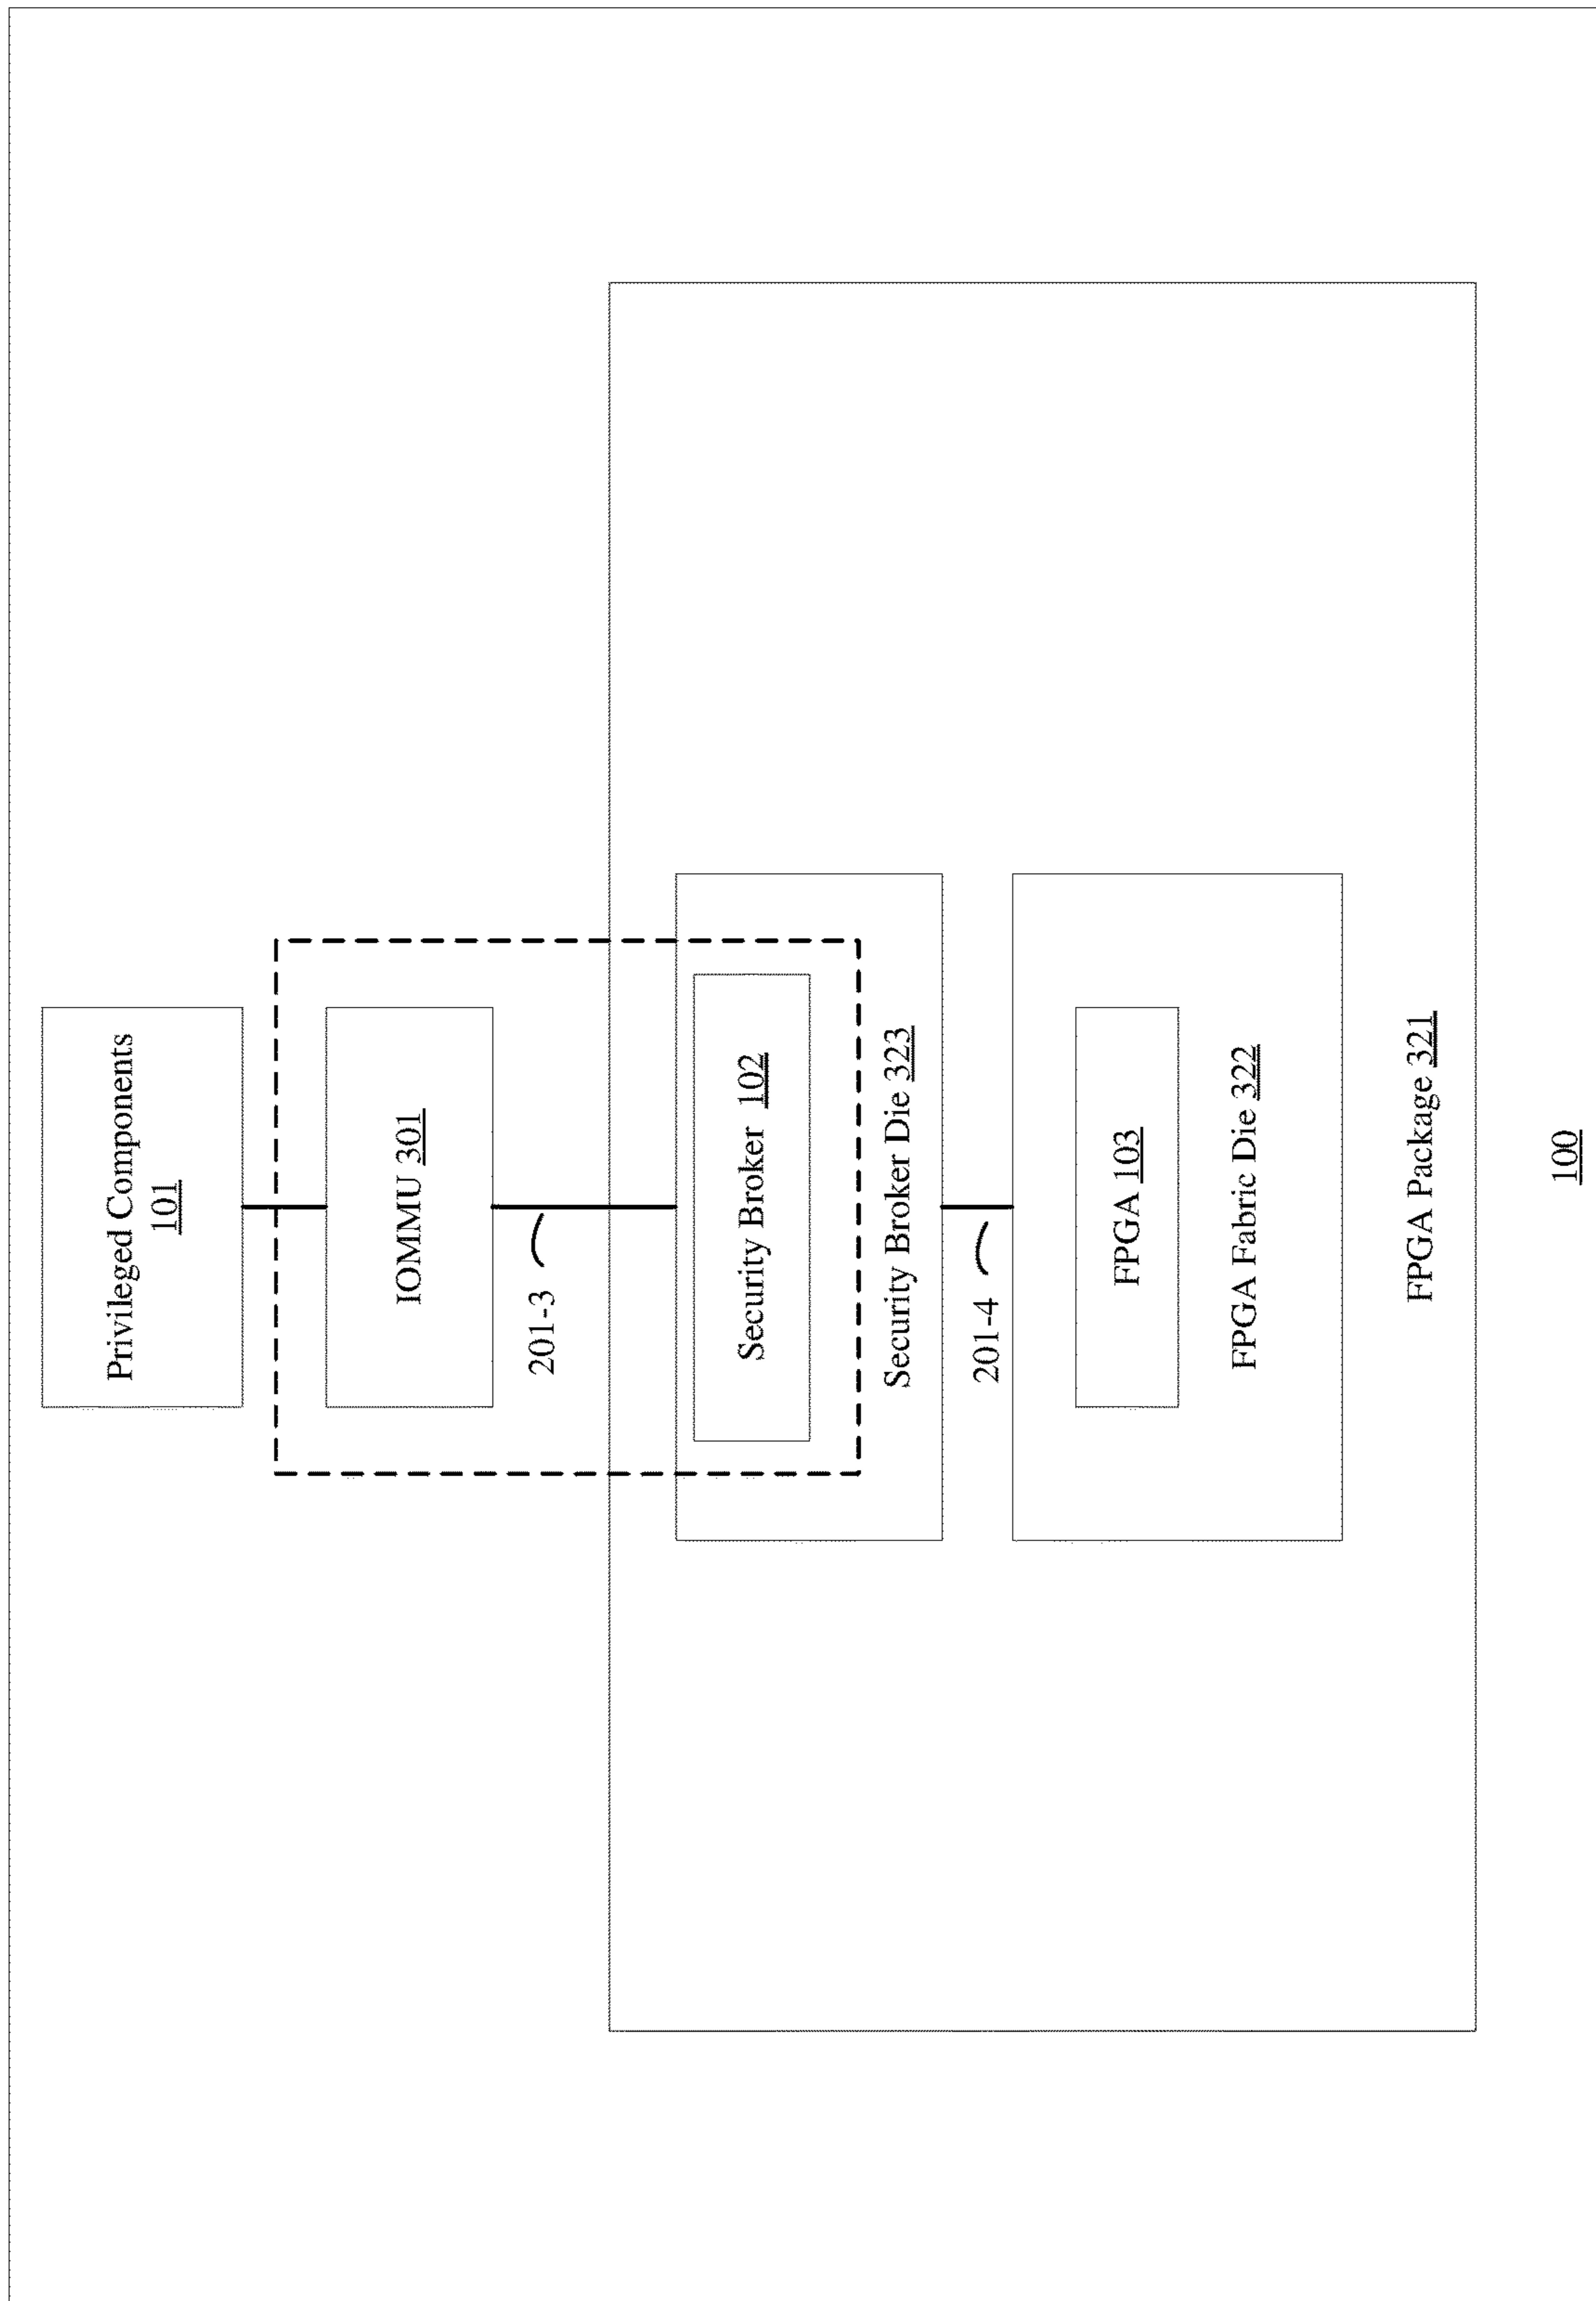 Privileged Components
101
IOMMU 301
201-3
Security Broker 102
Security Broker Die 323
201-4
FPGA 103
FPGA Fabric Die 322
FPGA Package 321
100